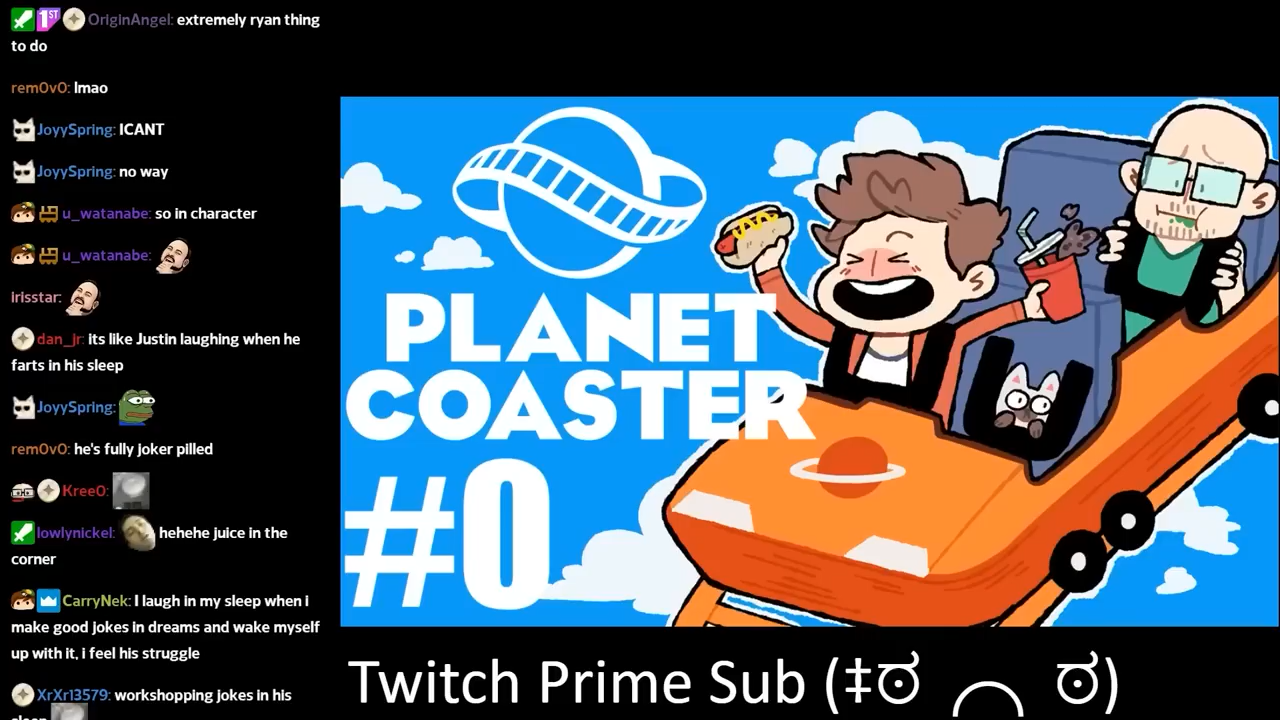 OriginAngel: extremely ryan thing
to do
rem0v0: lmao
JoyySpring: ICANT
JoyySpring: no way
u_watanabe: so in character
u_watanabe:
irisstar:
dan_jr: its like Justin laughing when he
farts in his sleep
JoyySpring:
rem0v0: he's fully joker pilled
Kree0:
lowlynickel: hehehe juice in the
corner
CarryNek: I laugh in my sleep when i
make good jokes in dreams and wake myself
up with it, i feel his struggle
XrXr13579: workshopping jokes in his
sleep
1ST
PLANET
COASTER
#0
Twitch Prime Sub (‡ಠ ╭╮ ಠ)